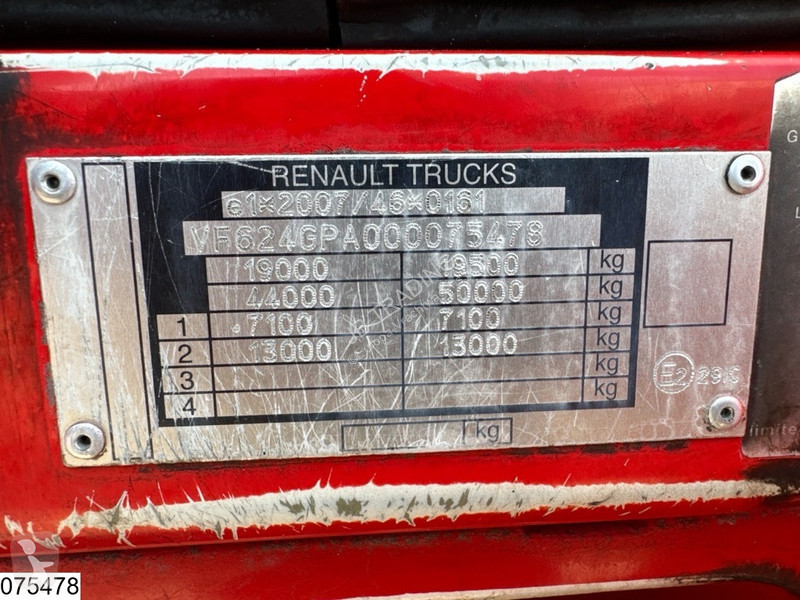 RENAULT TRUCKS
e1*2007/46*0161
VF624GPA000075478
19000 19500 kg
44000 50000 kg
1 7100 7100 kg
2 13000 13000 kg
3 kg
4 kg
kg
E2
G
L
limite
075478